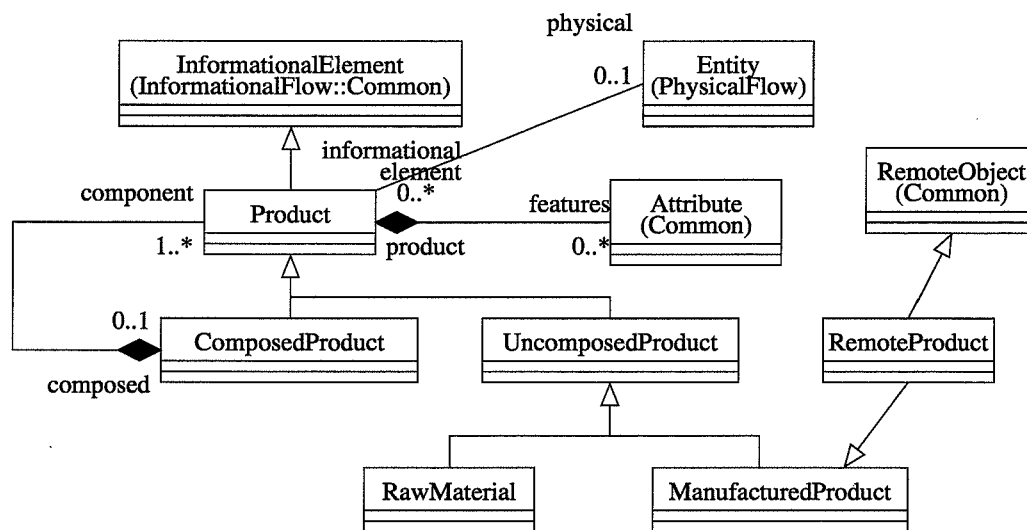 physical
InformationalElement
(InformationalFlow::Common)
0..1
Entity
(PhysicalFlow)
informational
element
0..*
component
Product
1..*
product
features
0..*
Attribute
(Common)
RemoteObject
(Common)
0..1
composed
ComposedProduct
UncomposedProduct
RemoteProduct
RawMaterial
ManufacturedProduct